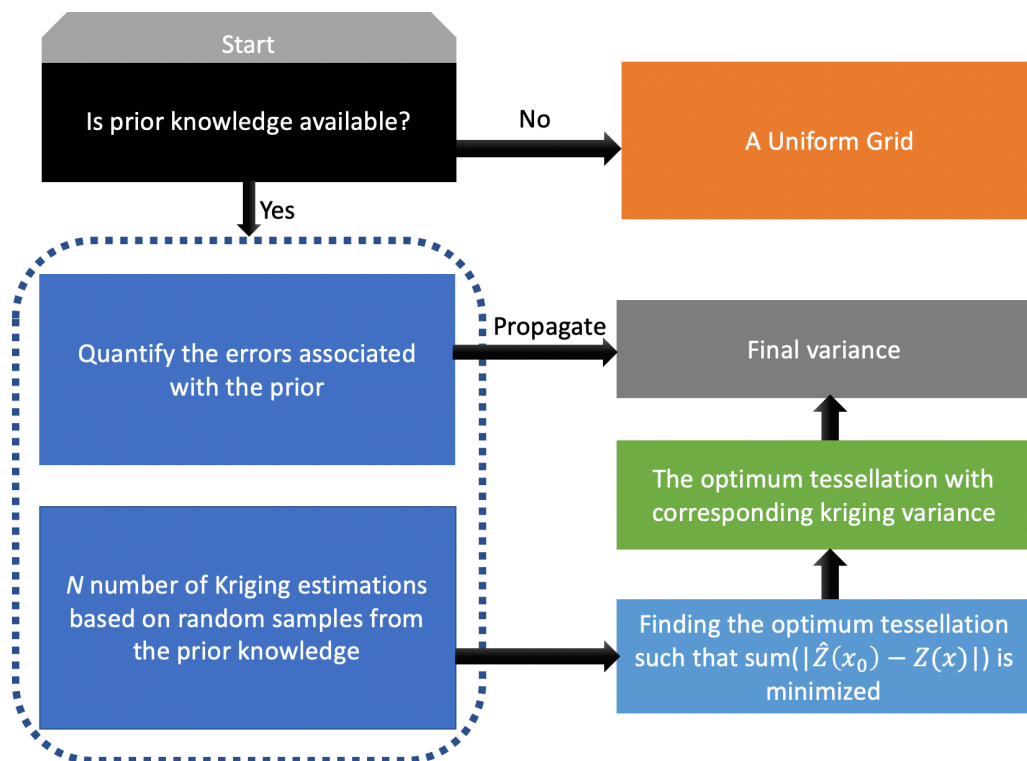 Start
Is prior knowledge available?
No
A Uniform Grid
Yes
Quantify the errors associated
with the prior
Propagate
Final variance
The optimum tessellation with
corresponding kriging variance
N number of Kriging estimations
based on random samples from
the prior knowledge
Finding the optimum tessellation
such that sum(|Ẑ(x₀) − Z(x)|) is
minimized